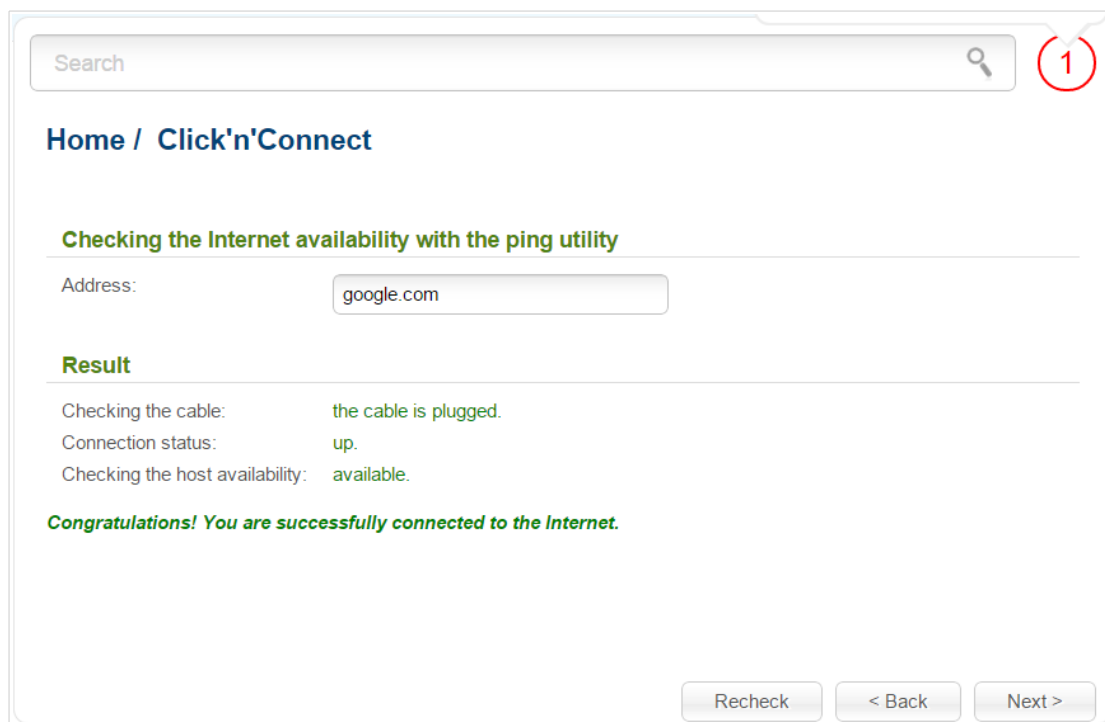 Search
1
Home / Click'n'Connect
Checking the Internet availability with the ping utility
Address: google.com
Result
Checking the cable: the cable is plugged.
Connection status: up.
Checking the host availability: available.
Congratulations! You are successfully connected to the Internet.
Recheck < Back Next >